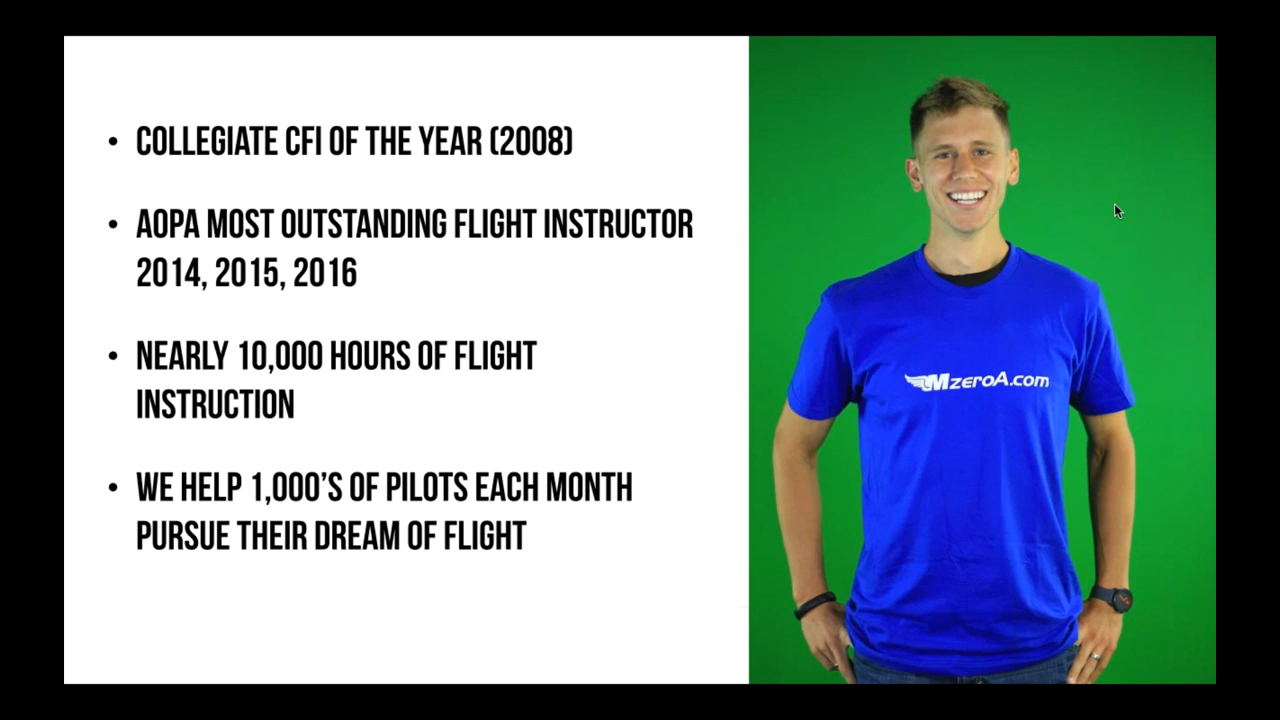 • COLLEGIATE CFI OF THE YEAR (2008)
• AOPA MOST OUTSTANDING FLIGHT INSTRUCTOR
2014, 2015, 2016
• NEARLY 10,000 HOURS OF FLIGHT
INSTRUCTION
• WE HELP 1,000’S OF PILOTS EACH MONTH
PURSUE THEIR DREAM OF FLIGHT
MzeroA.com